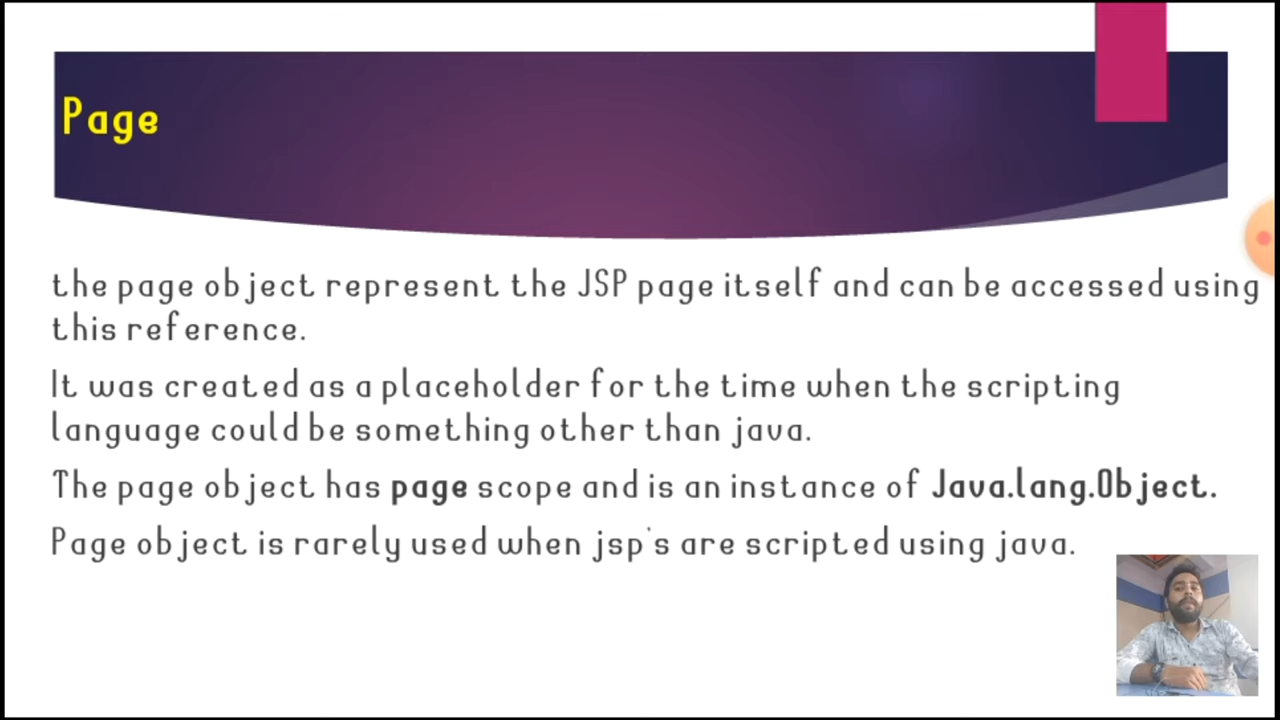 Page
the page object represent the JSP page itself and can be accessed using
this reference.
It was created as a placeholder for the time when the scripting
language could be something other than java.
The page object has page scope and is an instance of Java.lang.Object.
Page object is rarely used when jsp's are scripted using java.